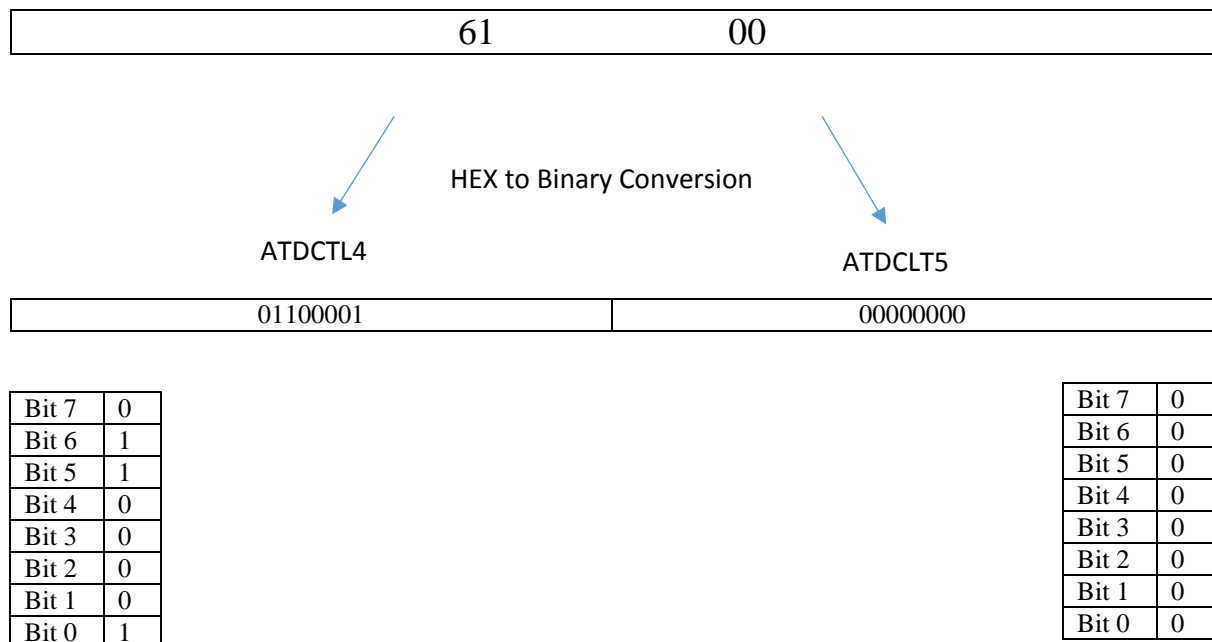 61 00
HEX to Binary Conversion
ATDCTL4
ATDCLT5
01100001 00000000
Bit 7 0
Bit 6 1
Bit 5 1
Bit 4 0
Bit 3 0
Bit 2 0
Bit 1 0
Bit 0 1
Bit 7 0
Bit 6 0
Bit 5 0
Bit 4 0
Bit 3 0
Bit 2 0
Bit 1 0
Bit 0 0